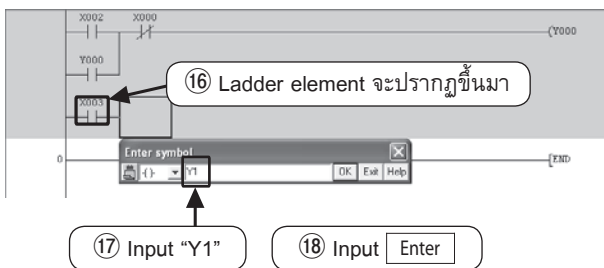 X002 X000
(Y000
Y000
⑯ Ladder element จะปรากฏขึ้นมา
X003
Enter symbol
Y1 OK Exit Help
0 [END
⑰ Input “Y1” ⑱ Input Enter